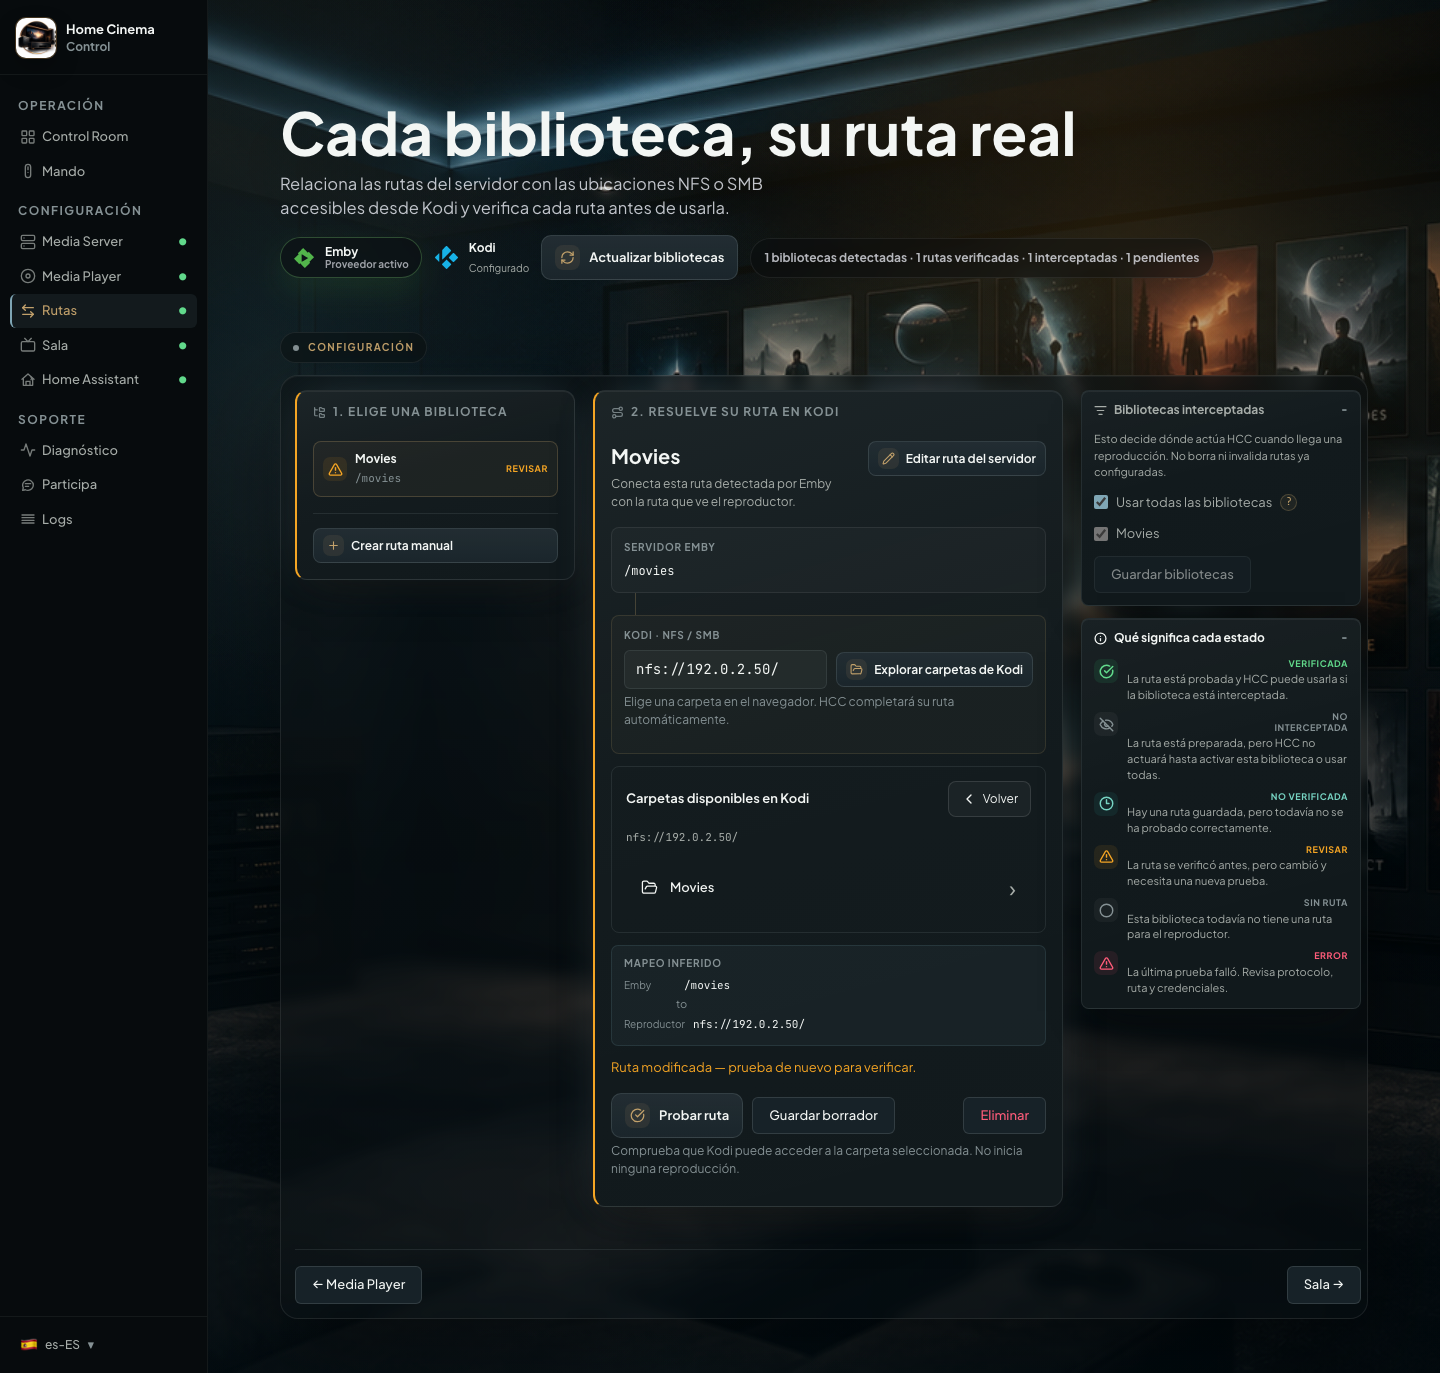 Home Cinema
Control
OPERACIÓN
Control Room
Mando
CONFIGURACIÓN
Media Server
Media Player
Rutas
Sala
Home Assistant
SOPORTE
Diagnóstico
Participa
Logs
es-ES
Cada biblioteca, su ruta real
Relaciona las rutas del servidor con las ubicaciones NFS o SMB
accesibles desde Kodi y verifica cada ruta antes de usarla.
Emby
Proveedor activo
Kodi
Configurado
Actualizar bibliotecas
1 bibliotecas detectadas · 1 rutas verificadas · 1 interceptadas · 1 pendientes
CONFIGURACIÓN
1. ELIGE UNA BIBLIOTECA
Movies
/movies
REVISAR
+ Crear ruta manual
2. RESUELVE SU RUTA EN KODI
Movies
Conecta esta ruta detectada por Emby
con la ruta que ve el reproductor.
Editar ruta del servidor
SERVIDOR EMBY
/movies
KODI · NFS / SMB
nfs://192.0.2.50/
Explorar carpetas de Kodi
Elige una carpeta en el navegador. HCC completará su ruta
automáticamente.
Carpetas disponibles en Kodi
Volver
nfs://192.0.2.50/
Movies
MAPEO INFERIDO
Emby /movies
to
Reproductor nfs://192.0.2.50/
Ruta modificada — prueba de nuevo para verificar.
Probar ruta
Guardar borrador
Eliminar
Comprueba que Kodi puede acceder a la carpeta seleccionada. No inicia
ninguna reproducción.
Bibliotecas interceptadas -
Esto decide dónde actúa HCC cuando llega una
reproducción. No borra ni invalida rutas ya
configuradas.
Usar todas las bibliotecas ?
Movies
Guardar bibliotecas
Qué significa cada estado -
VERIFICADA
La ruta está probada y HCC puede usarla si
la biblioteca está interceptada.
NO
INTERCEPTADA
La ruta está preparada, pero HCC no
actuará hasta activar esta biblioteca o usar
todas.
NO VERIFICADA
Hay una ruta guardada, pero todavía no se
ha probado correctamente.
REVISAR
La ruta se verificó antes, pero cambió y
necesita una nueva prueba.
SIN RUTA
Esta biblioteca todavía no tiene una ruta
para el reproductor.
ERROR
La última prueba falló. Revisa protocolo,
ruta y credenciales.
← Media Player
Sala →